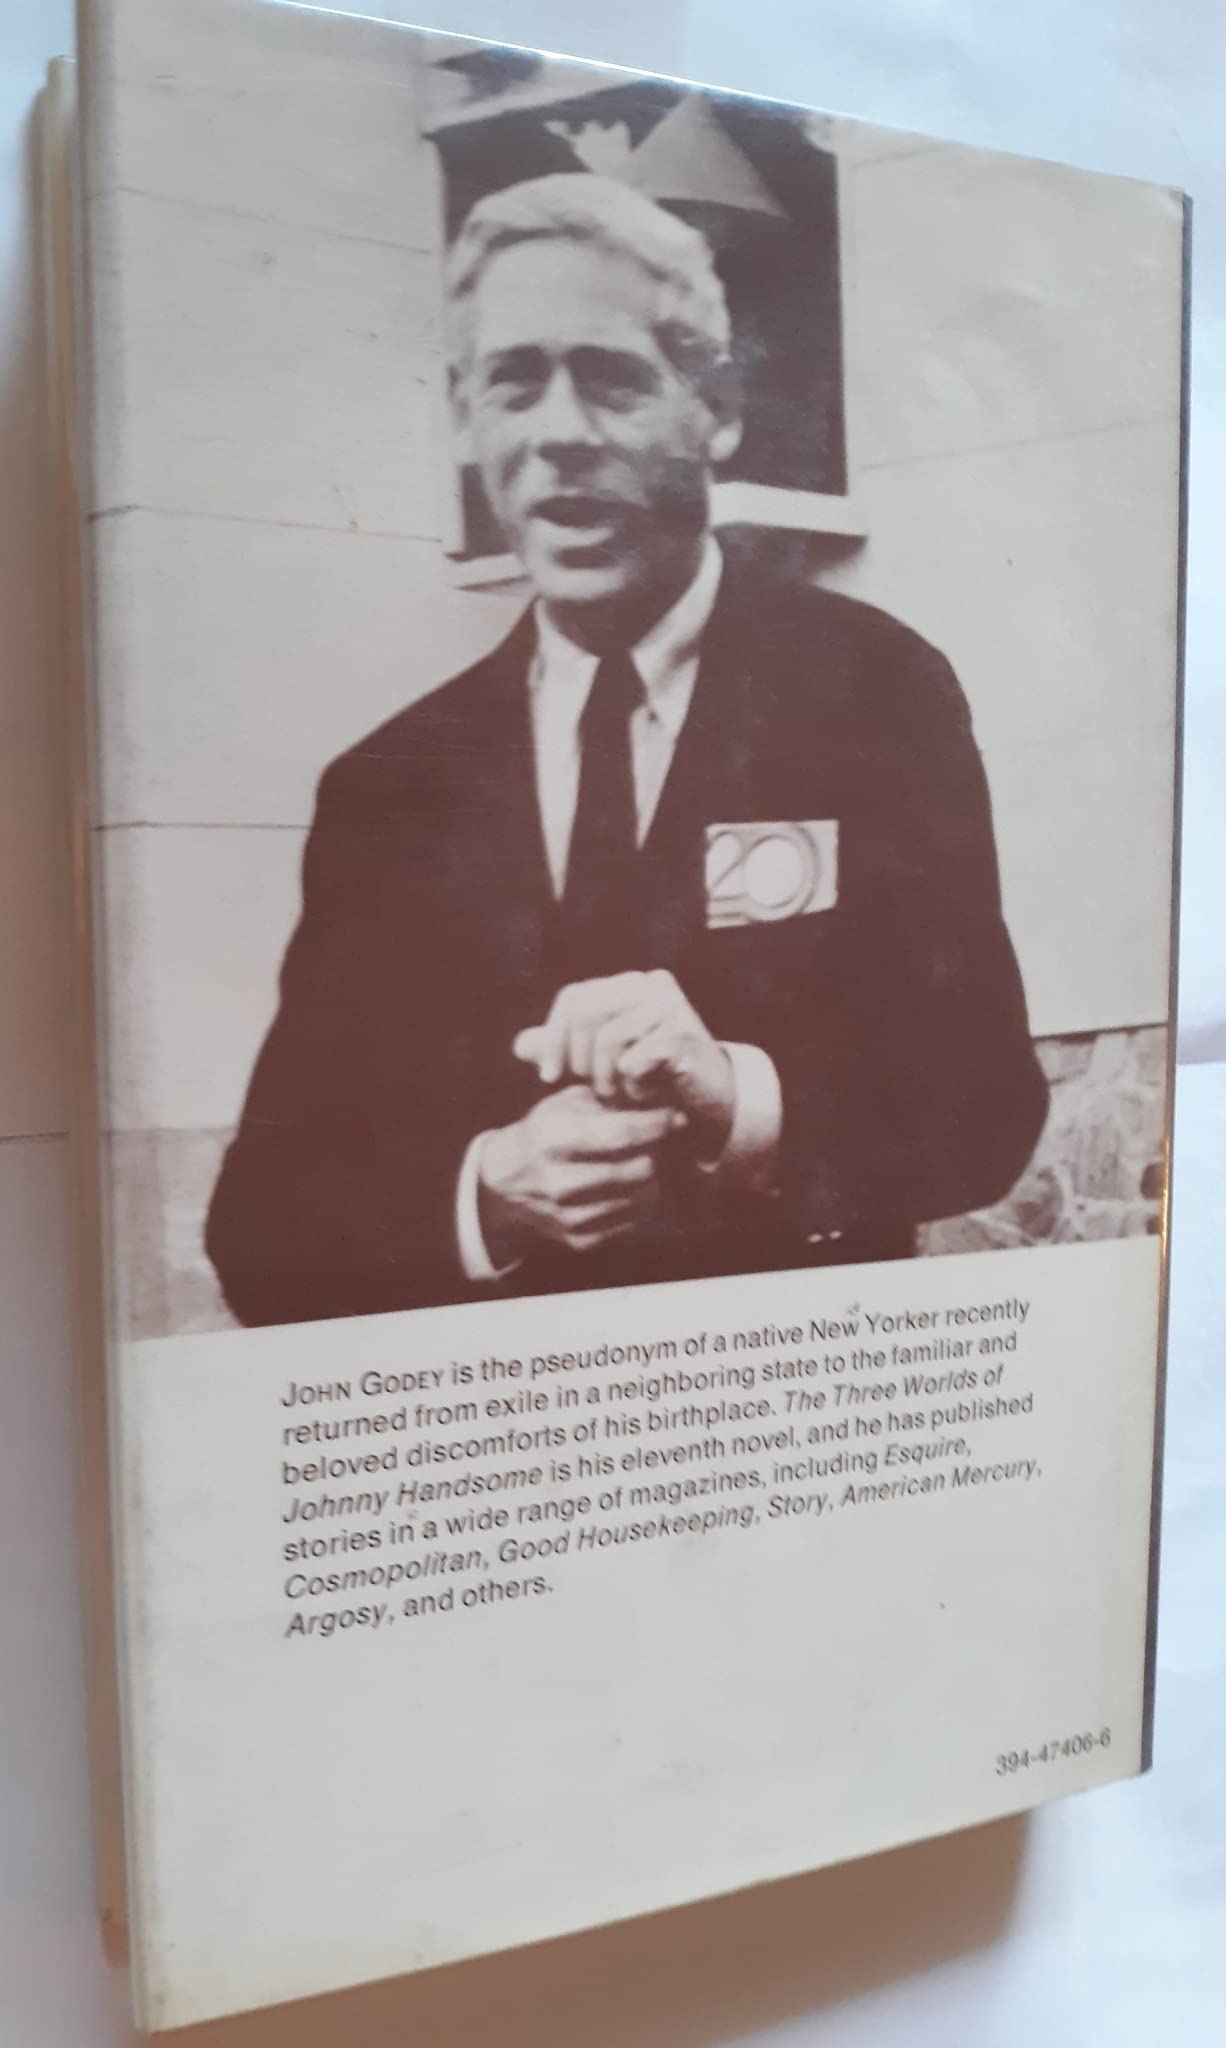 20
JOHN GODEY is the pseudonym of a native New Yorker recently
returned from exile in a neighboring state to the familiar and
beloved discomforts of his birthplace. The Three Worlds of
Johnny Handsome is his eleventh novel, and he has published
stories in a wide range of magazines, including Esquire,
Cosmopolitan, Good Housekeeping, Story, American Mercury,
Argosy, and others.
394-47406-6